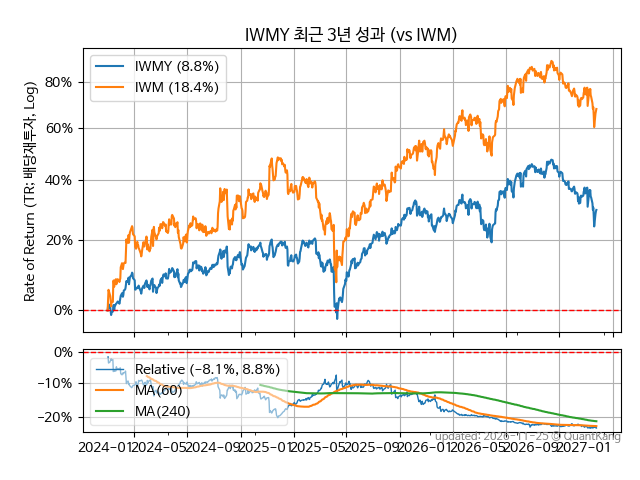 IWMY 최근 3년 성과 (vs IWM)
Rate of Return (TR: 배당재투자, Log)
80%
60%
40%
20%
0%
IWMY (8.8%)
IWM (18.4%)
0%
−10%
−20%
Relative (−8.1%, 8.8%)
MA(60)
MA(240)
updated: 2026-11-25 © QuantKang
2024-01 2024-05 2024-09 2025-01 2025-05 2025-09 2026-01 2026-05 2026-09 2027-01